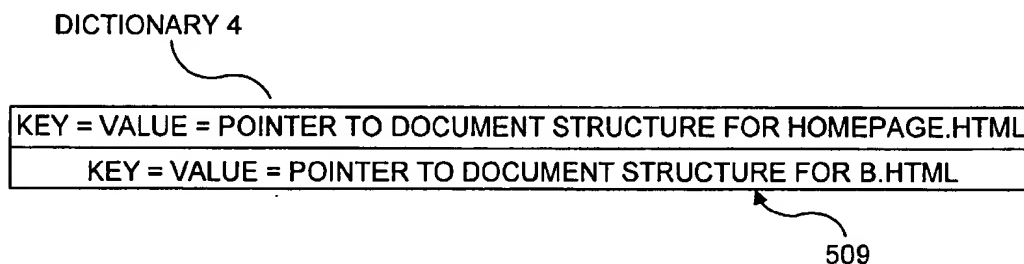 DICTIONARY 4
KEY = VALUE = POINTER TO DOCUMENT STRUCTURE FOR HOMEPAGE.HTML
KEY = VALUE = POINTER TO DOCUMENT STRUCTURE FOR B.HTML
509